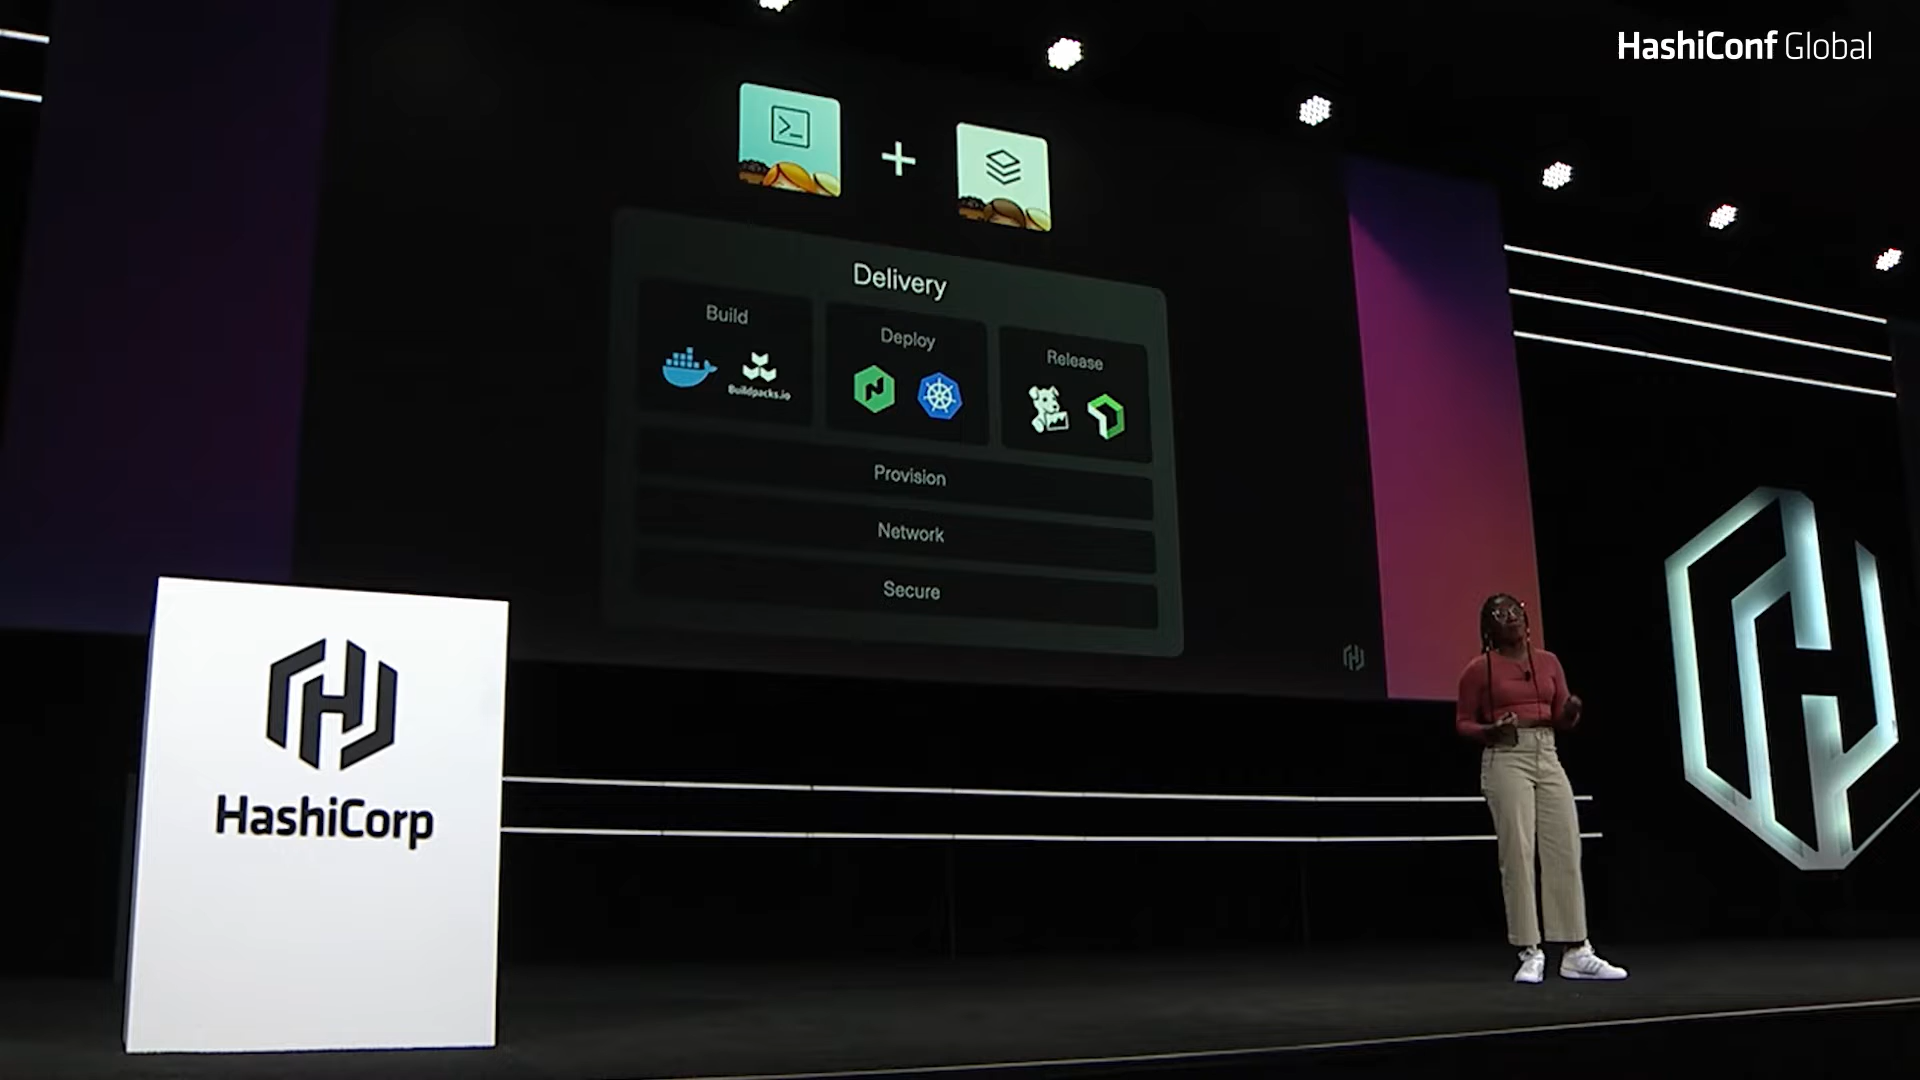 HashiConf Global
Delivery
Build
Deploy
Release
Buildpacks.io
Provision
Network
Secure
HashiCorp